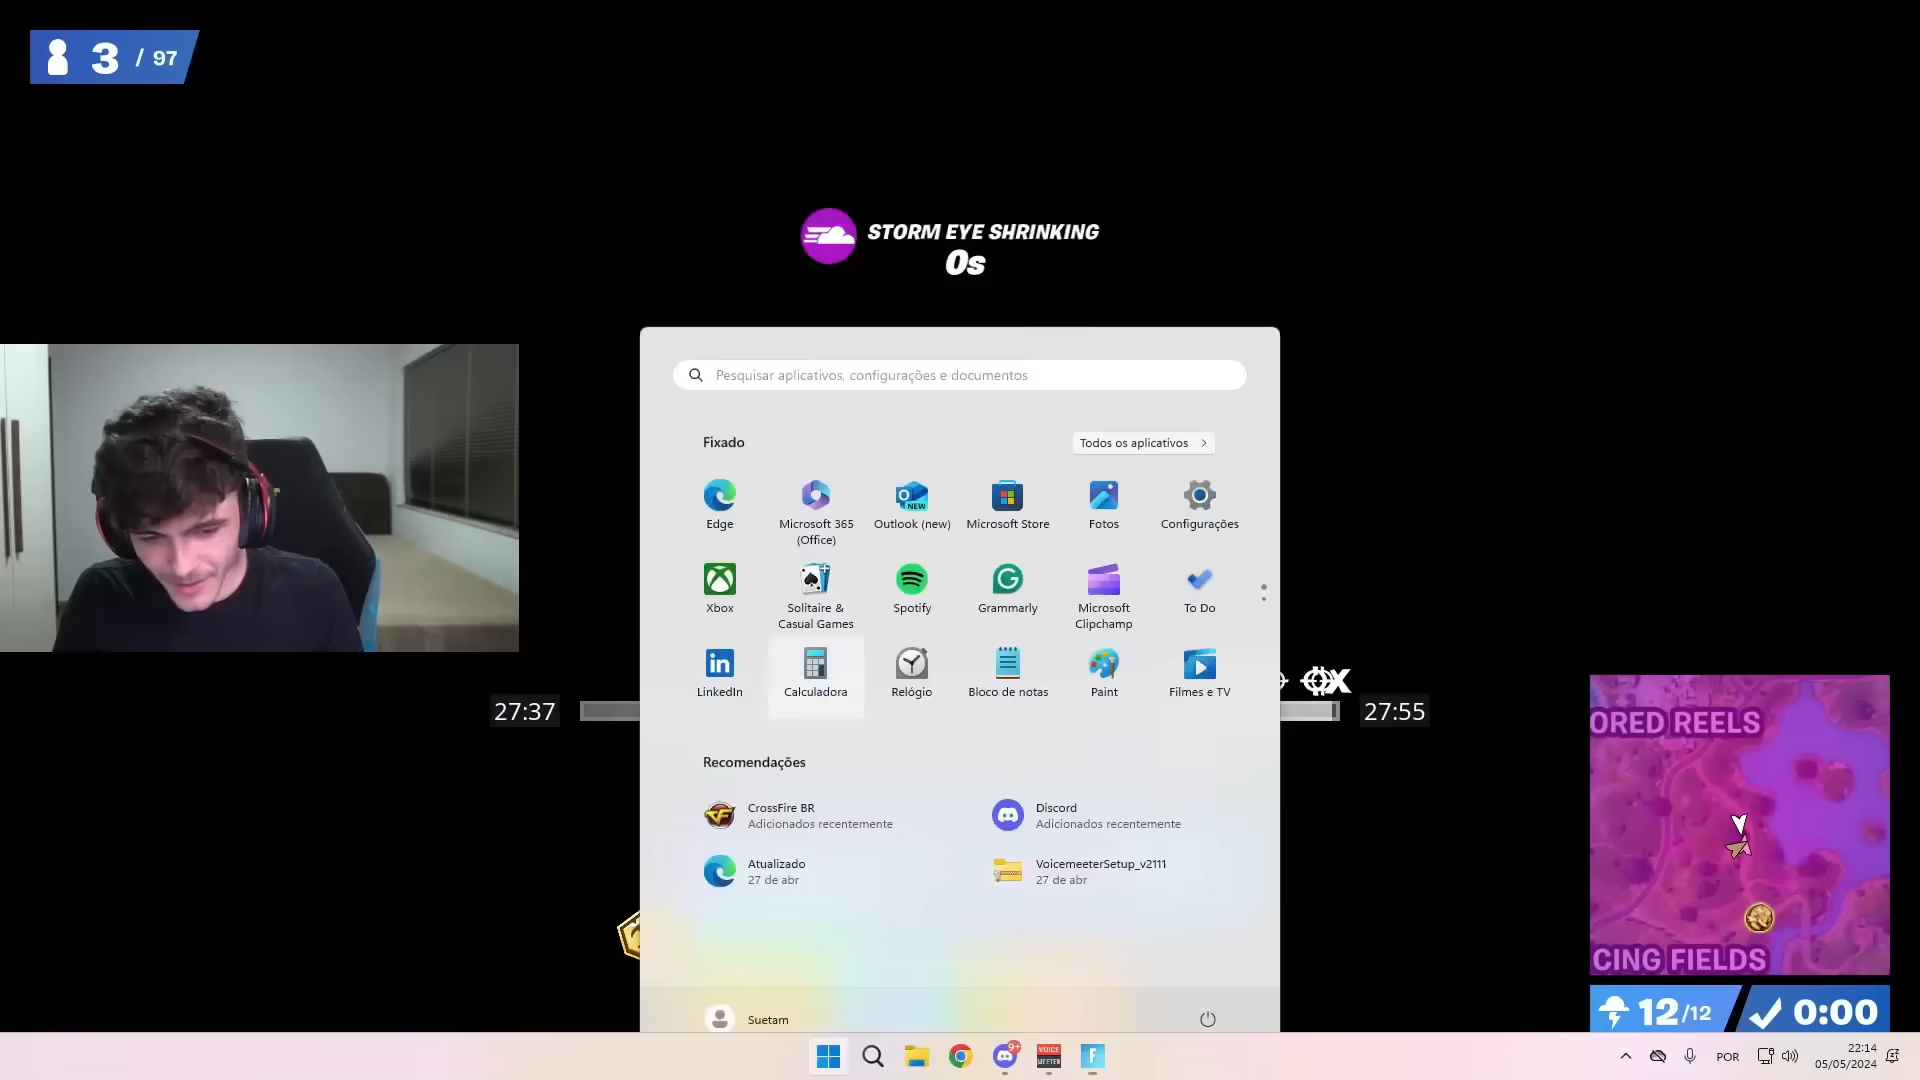 3 / 97
STORM EYE SHRINKING
0s
Pesquisar aplicativos, configurações e documentos
Fixado
Todos os aplicativos
Edge
Microsoft 365
(Office)
Outlook (new)
Microsoft Store
Fotos
Configurações
Xbox
Solitaire &
Casual Games
Spotify
Grammarly
Microsoft
Clipchamp
To Do
LinkedIn
Calculadora
Relógio
Bloco de notas
Paint
Filmes e TV
27:37
27:55
Recomendações
CrossFire BR
Adicionados recentemente
Discord
Adicionados recentemente
Atualizado
27 de abr
VoicemeeterSetup_v2111
27 de abr
ORED REELS
CING FIELDS
12/12
0:00
Suetam
9+
VOICE
MEETER
F
POR
22:14
05/05/2024